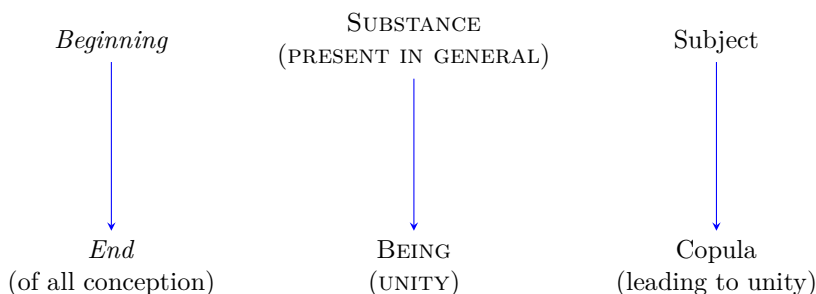 Beginning
SUBSTANCE
(PRESENT IN GENERAL)
Subject
End
(of all conception)
BEING
(UNITY)
Copula
(leading to unity)